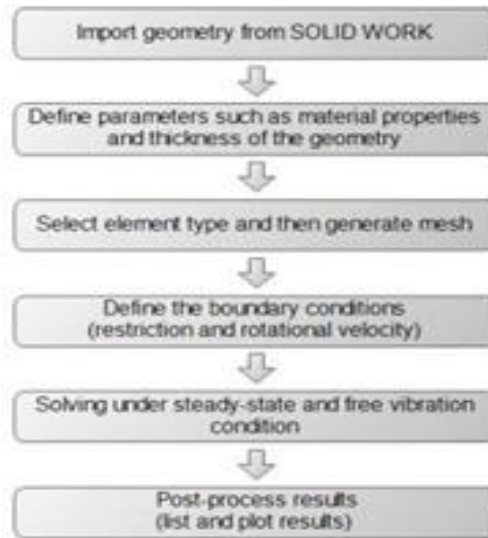 Import geometry from SOLID WORK
Define parameters such as material properties
and thickness of the geometry
Select element type and then generate mesh
Define the boundary conditions
(restriction and rotational velocity)
Solving under steady-state and free vibration
condition
Post-process results
(list and plot results)